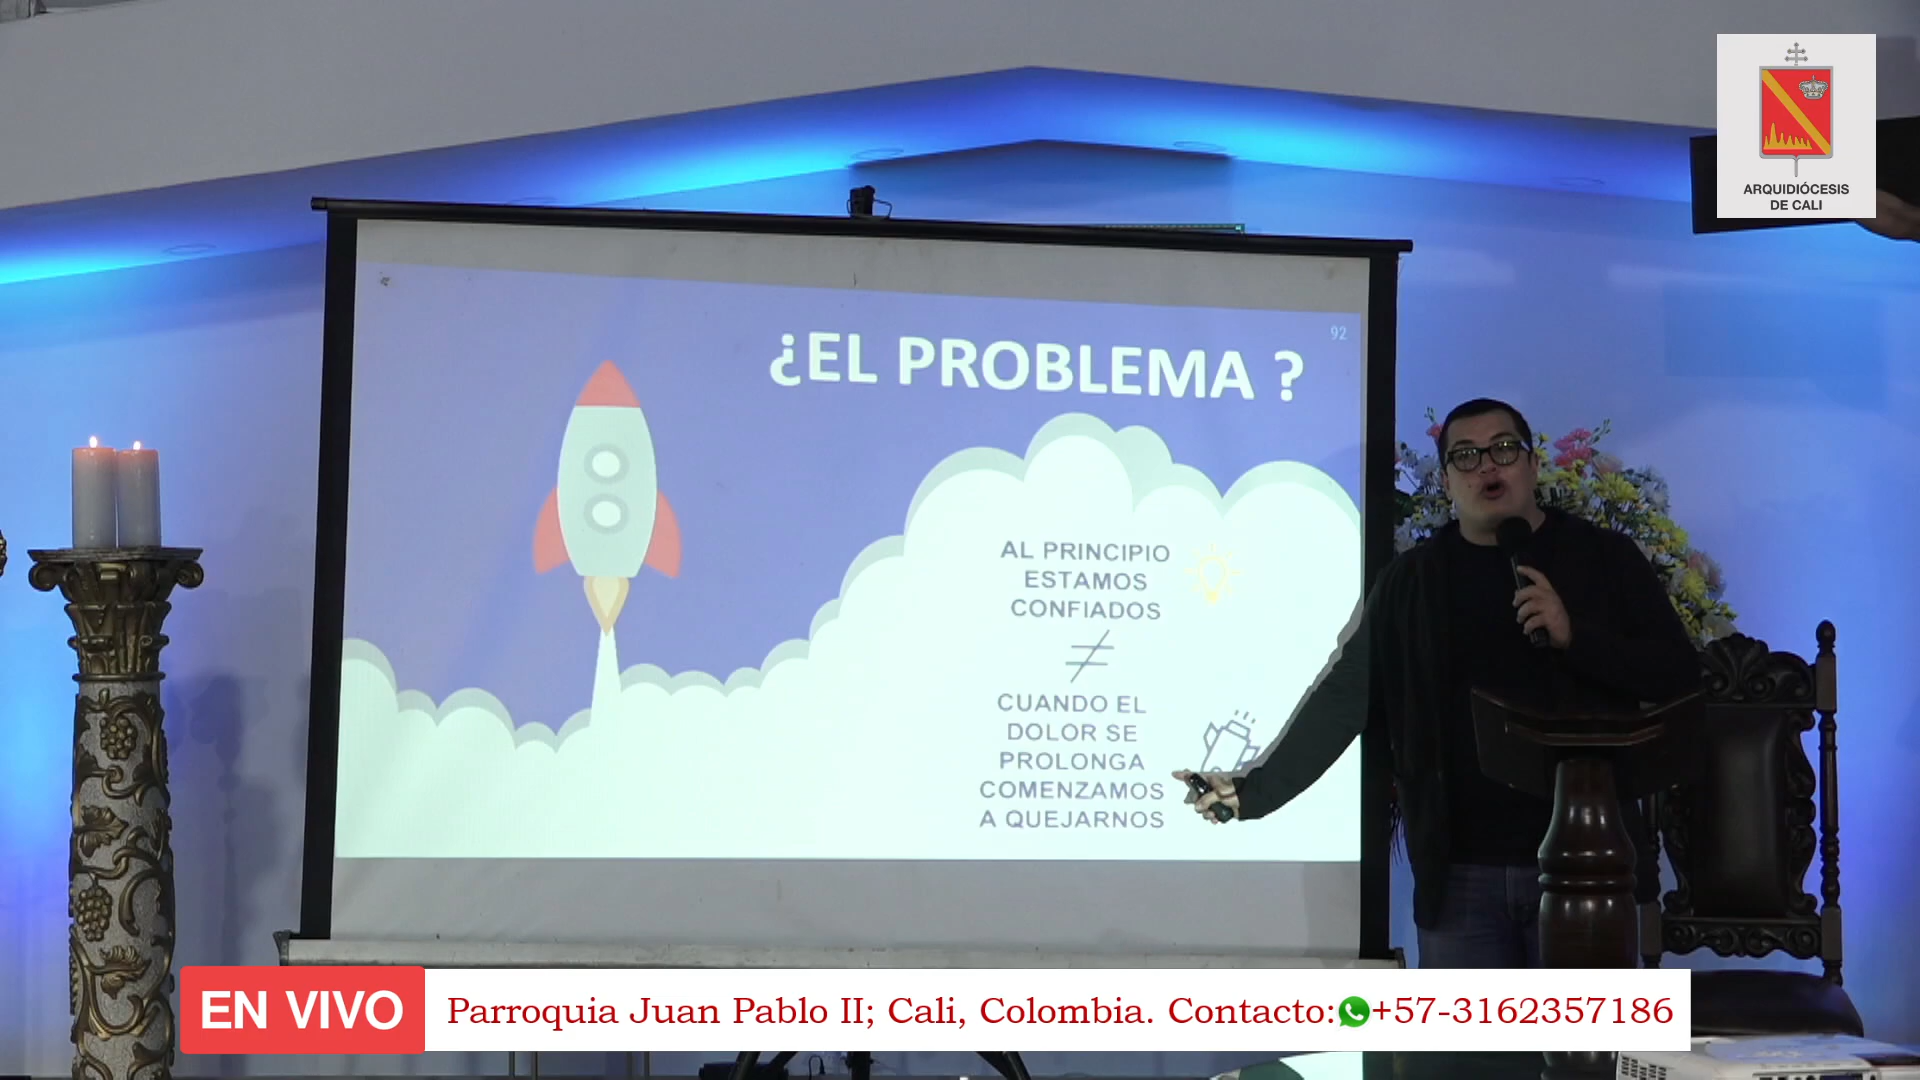 ARQUIDIÓCESIS
DE CALI
92
¿EL PROBLEMA ?
AL PRINCIPIO
ESTAMOS
CONFIADOS
≠
CUANDO EL
DOLOR SE
PROLONGA
COMENZAMOS
A QUEJARNOS
EN VIVO
Parroquia Juan Pablo II; Cali, Colombia. Contacto:+57-3162357186